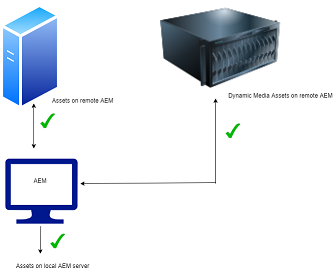 Assets on remote AEM
Dynamic Media Assets on remote AEM
AEM
Assets on local AEM server